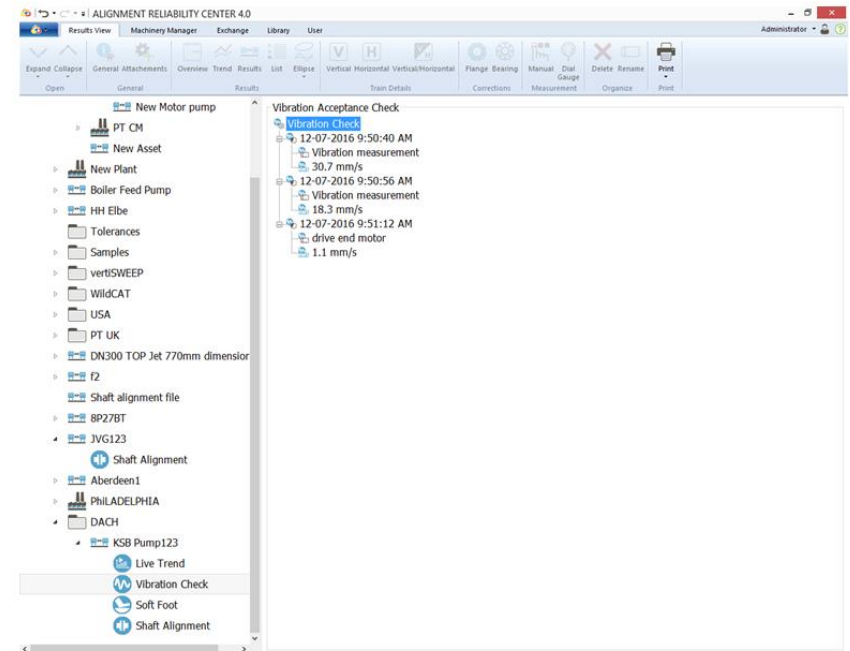 ALIGNMENT RELIABILITY CENTER 4.0
Results View Machinery Manager Exchange Library User Administrator
Expand Collapse General Attachements Overview Trend Results List Ellipse Vertical Horizontal Vertical/Horizontal Flange Bearing Manual Dial Gauge Delete Rename Print
Open General Results Train Details Corrections Measurement Organize Print
New Motor pump
PT CM
New Asset
New Plant
Boiler Feed Pump
HH Elbe
Tolerances
Samples
vertiSWEEP
WildCAT
USA
PT UK
DN300 TOP Jet 770mm dimension
f2
Shaft alignment file
8P27BT
JVG123
Shaft Alignment
Aberdeen1
PhiLADELPHIA
DACH
KSB Pump123
Live Trend
Vibration Check
Soft Foot
Shaft Alignment
Vibration Acceptance Check
Vibration Check
12-07-2016 9:50:40 AM
Vibration measurement
30.7 mm/s
12-07-2016 9:50:56 AM
Vibration measurement
18.3 mm/s
12-07-2016 9:51:12 AM
drive end motor
1.1 mm/s